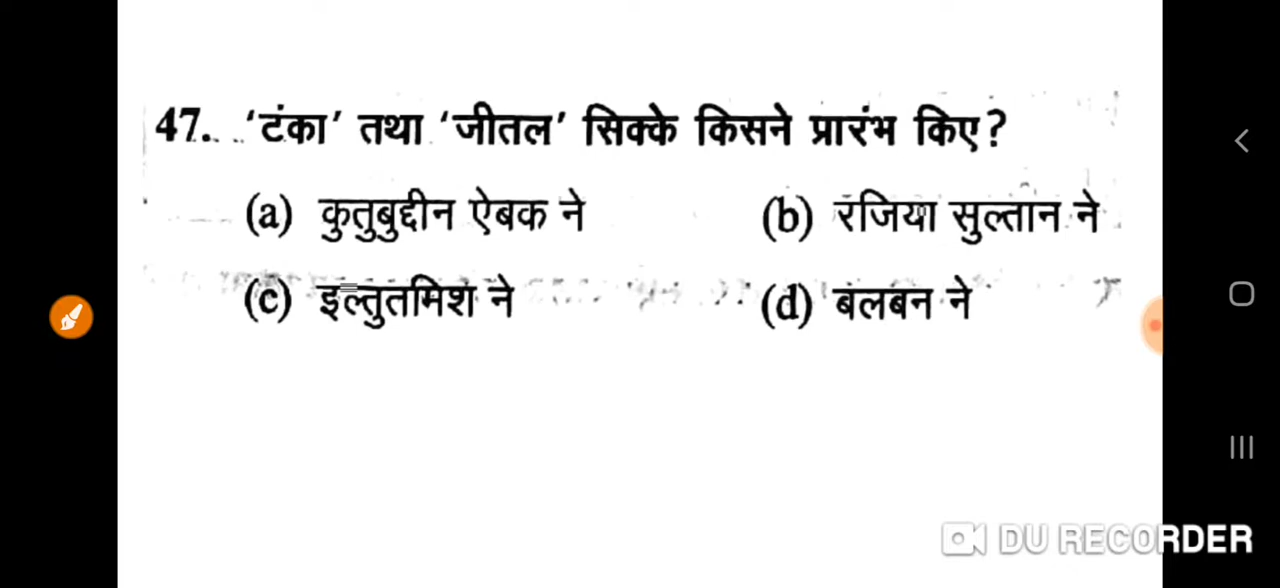 47. 'टंका' तथा 'जीतल' सिक्के किसने प्रारंभ किए?
(a) कुतुबुद्दीन ऐबक ने (b) रजिया सुल्तान ने
(c) इल्तुतमिश ने (d) बलबन ने
DU RECORDER